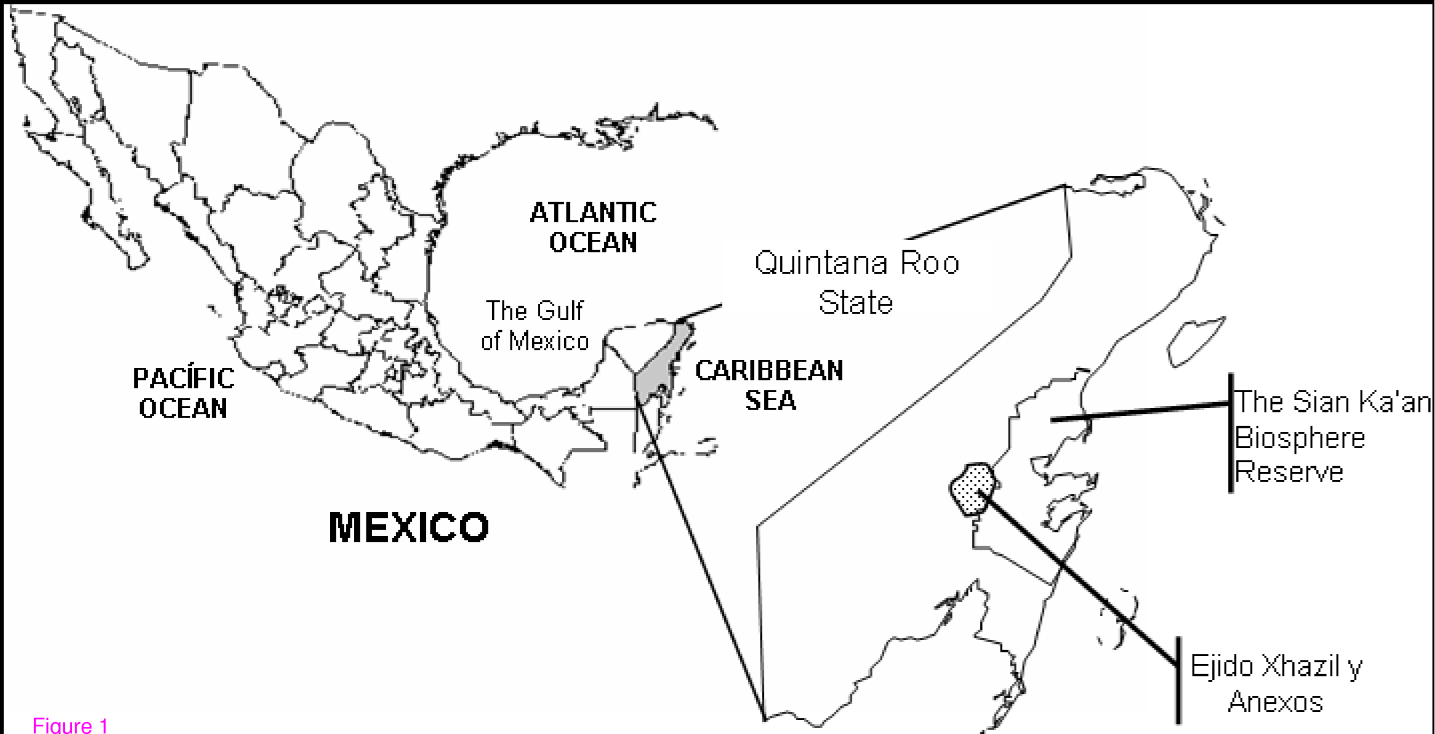 ATLANTIC
OCEAN
Quintana Roo
State
The Gulf
of Mexico
PACÍFIC
OCEAN
CARIBBEAN
SEA
The Sian Ka'an
Biosphere
Reserve
MEXICO
Ejido Xhazil y
Anexos
Figure 1